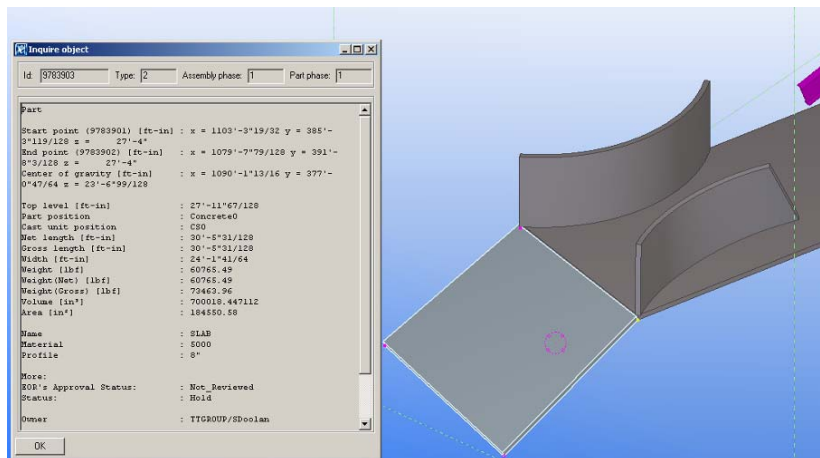 Inquire object
Id: 9783903 Type: 2 Assembly phase: 1 Part phase: 1
Part
Start point (9783901) [ft-in] : x = 1103'-3"19/32 y = 385'-
3"119/128 z = 27'-4"
End point (9783902) [ft-in] : x = 1079'-7"79/128 y = 391'-
8"3/128 z = 27'-4"
Center of gravity [ft-in] : x = 1090'-1"13/16 y = 377'-
0"47/64 z = 23'-6"99/128
Top level [ft-in] : 27'-11"67/128
Part position : Concrete0
Cast unit position : CS0
Net length [ft-in] : 30'-5"31/128
Gross length [ft-in] : 30'-5"31/128
Width [ft-in] : 24'-1"41/64
Weight [lbf] : 60765.49
Weight(Net) [lbf] : 60765.49
Weight(Gross) [lbf] : 73463.96
Volume [in³] : 700018.447112
Area [in²] : 184550.58
Name : SLAB
Material : 5000
Profile : 8"
More:
EOR's Approval Status: : Not_Reviewed
Status: : Hold
Owner : TTGROUP/SDoolan
OK